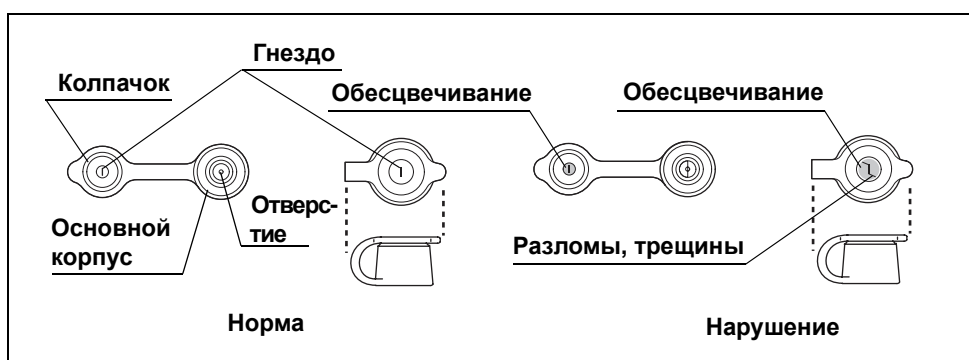 Гнездо
Колпачок
Обесцвечивание
Обесцвечивание
Отверс-
тие
Основной
корпус
Разломы, трещины
Норма
Нарушение